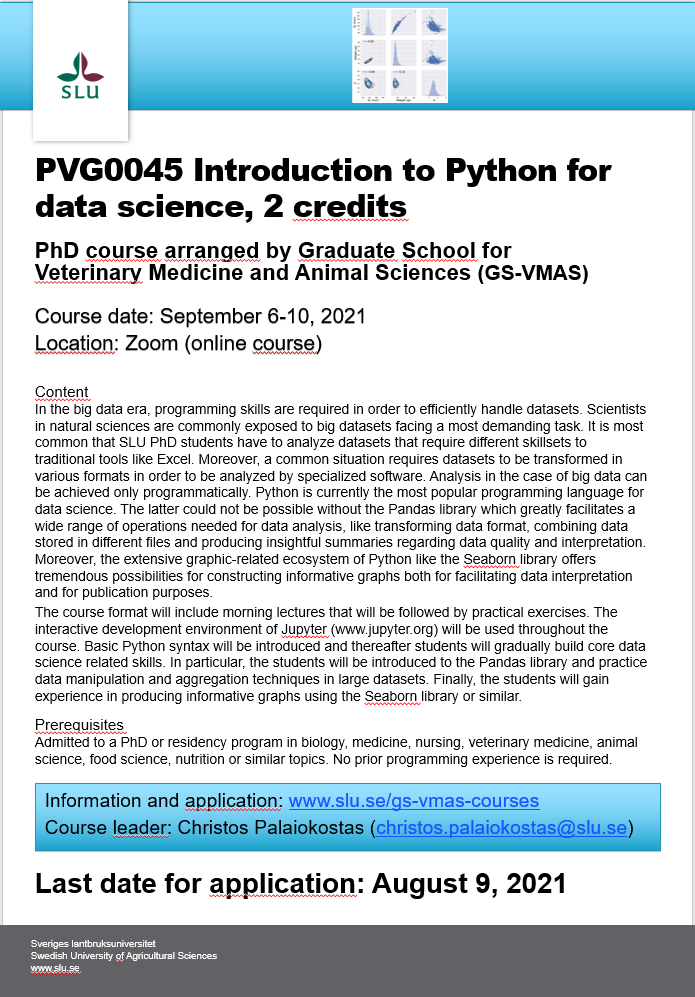 SLU
PVG0045 Introduction to Python for
data science, 2 credits
PhD course arranged by Graduate School for
Veterinary Medicine and Animal Sciences (GS-VMAS)
Course date: September 6-10, 2021
Location: Zoom (online course)
Content
In the big data era, programming skills are required in order to efficiently handle datasets. Scientists
in natural sciences are commonly exposed to big datasets facing a most demanding task. It is most
common that SLU PhD students have to analyze datasets that require different skillsets to
traditional tools like Excel. Moreover, a common situation requires datasets to be transformed in
various formats in order to be analyzed by specialized software. Analysis in the case of big data can
be achieved only programmatically. Python is currently the most popular programming language for
data science. The latter could not be possible without the Pandas library which greatly facilitates a
wide range of operations needed for data analysis, like transforming data format, combining data
stored in different files and producing insightful summaries regarding data quality and interpretation.
Moreover, the extensive graphic-related ecosystem of Python like the Seaborn library offers
tremendous possibilities for constructing informative graphs both for facilitating data interpretation
and for publication purposes.
The course format will include morning lectures that will be followed by practical exercises. The
interactive development environment of Jupyter (www.jupyter.org) will be used throughout the
course. Basic Python syntax will be introduced and thereafter students will gradually build core data
science related skills. In particular, the students will be introduced to the Pandas library and practice
data manipulation and aggregation techniques in large datasets. Finally, the students will gain
experience in producing informative graphs using the Seaborn library or similar.
Prerequisites
Admitted to a PhD or residency program in biology, medicine, nursing, veterinary medicine, animal
science, food science, nutrition or similar topics. No prior programming experience is required.
Information and application: www.slu.se/gs-vmas-courses
Course leader: Christos Palaiokostas (christos.palaiokostas@slu.se)
Last date for application: August 9, 2021
Sveriges lantbruksuniversitet
Swedish University of Agricultural Sciences
www.slu.se